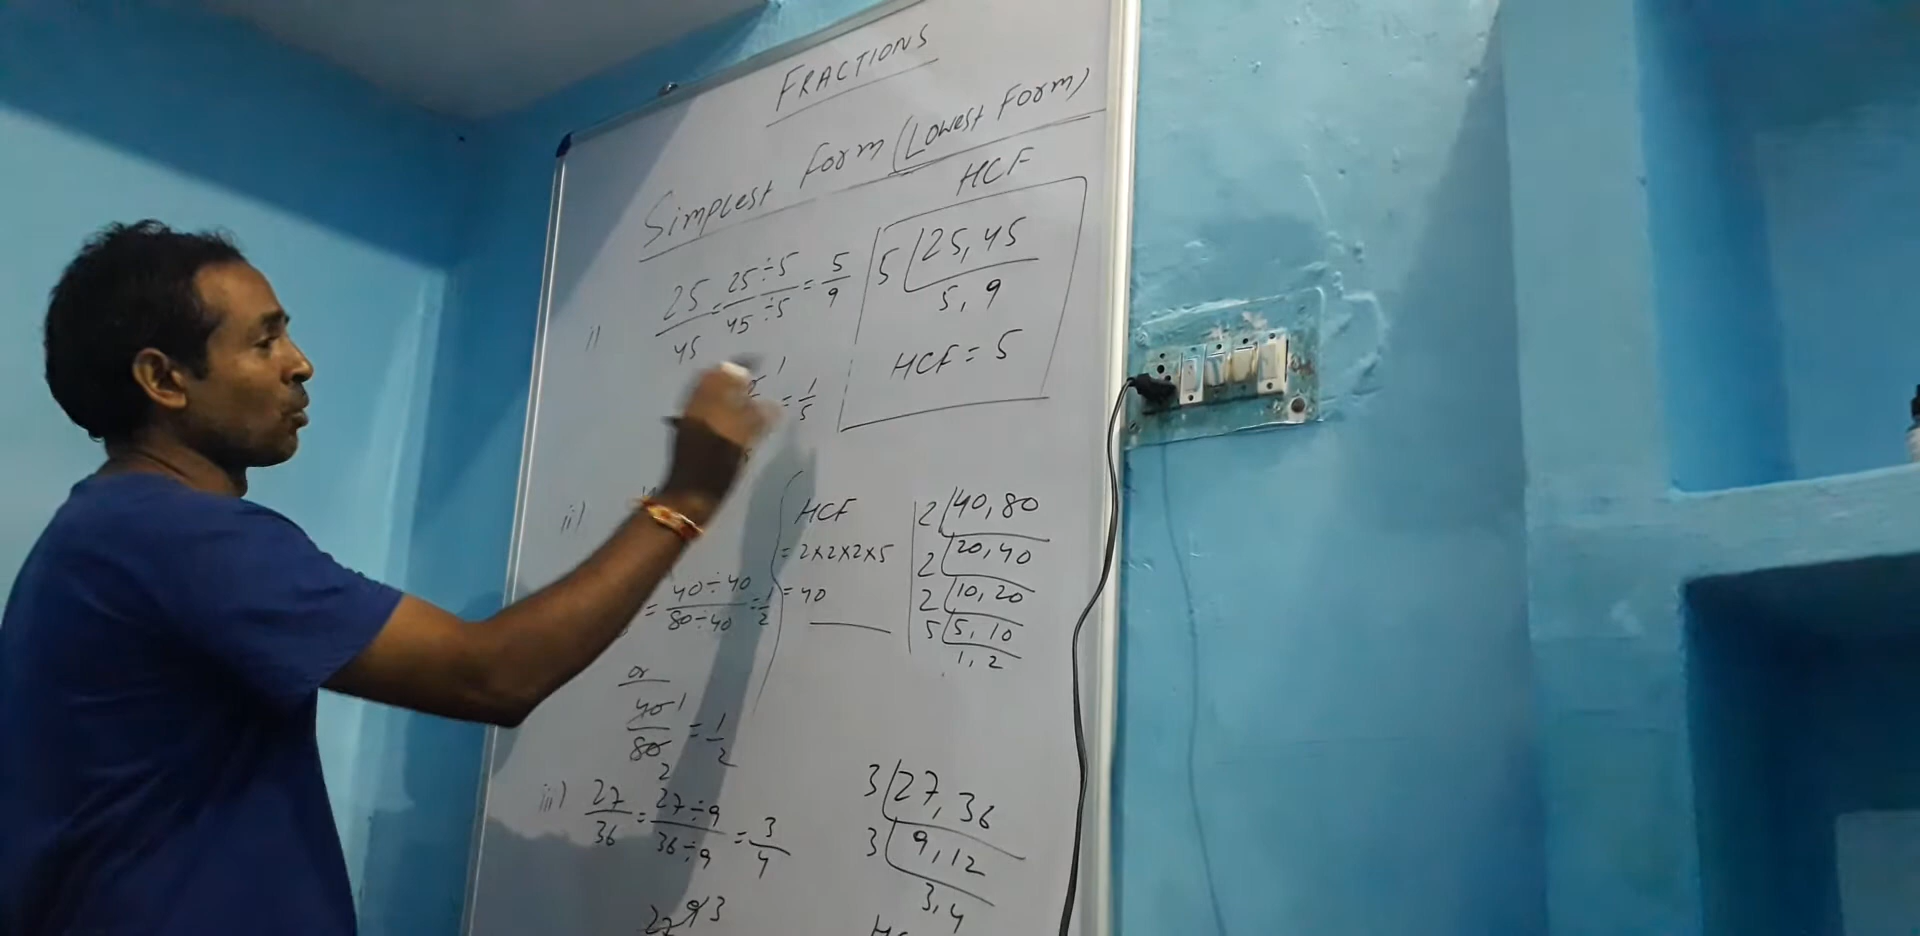 FRACTIONS
Simplest Form (Lowest Form)
i) 25/45 = 25÷5/45÷5 = 5/9
HCF
5 | 25, 45
5, 9
HCF = 5
1
= 1/5
ii)
= 40÷40/80÷40 = 1/2
HCF
= 2×2×2×5
= 40
2 | 40, 80
2 | 20, 40
2 | 10, 20
5 | 5, 10
1, 2
or
40 1/80 2 = 1/2
iii) 27/36 = 27÷9/36÷9 = 3/4
3 | 27, 36
3 | 9, 12
3, 4
27 9 3